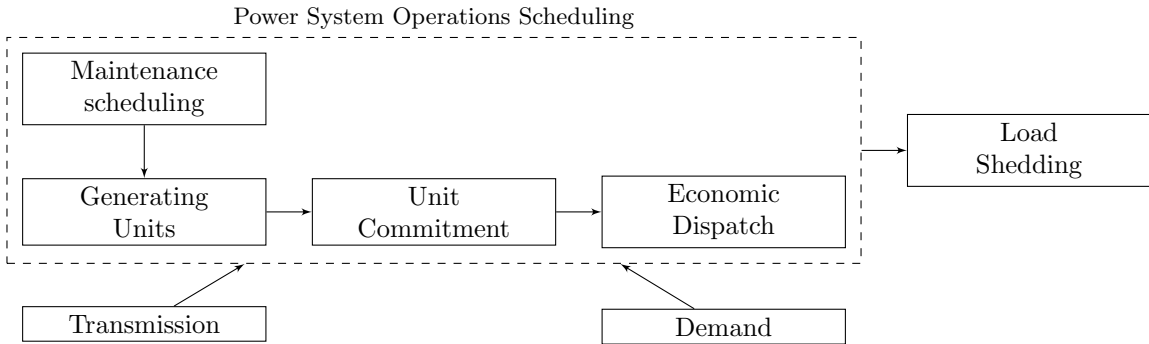 Power System Operations Scheduling
Maintenance
scheduling
Load
Shedding
Generating
Units
Unit
Commitment
Economic
Dispatch
Transmission
Demand